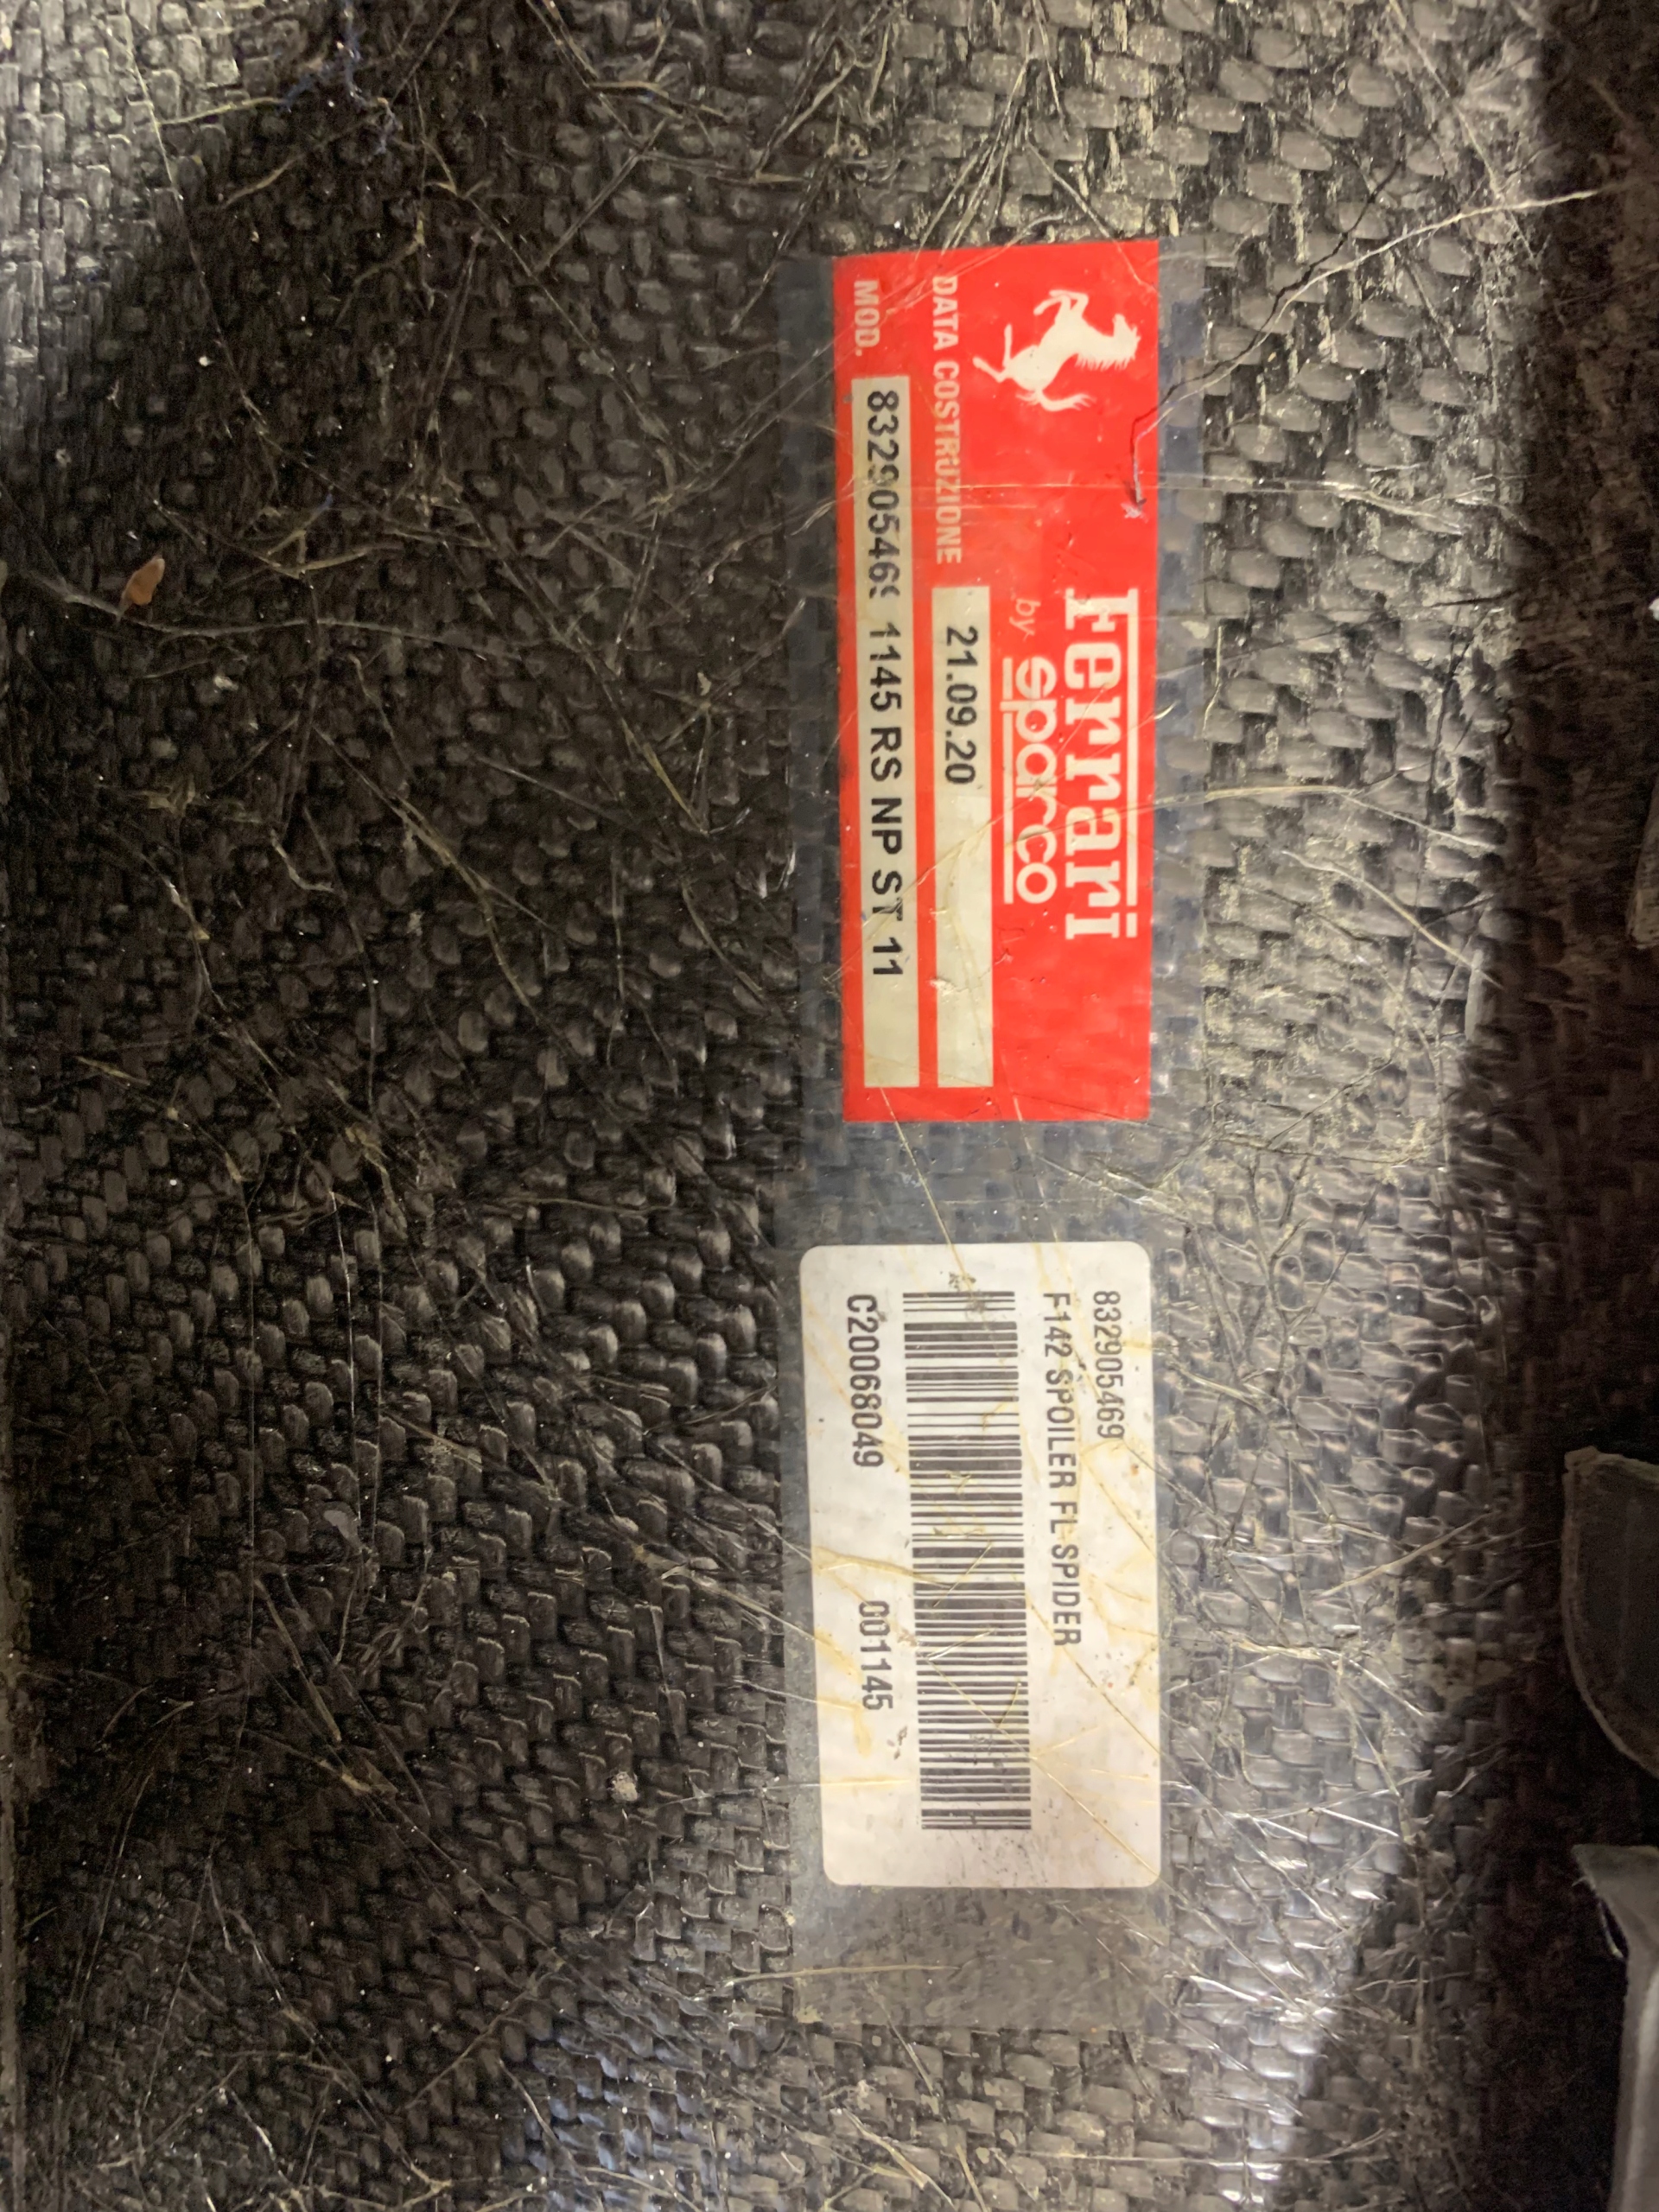 Ferrari
by sparco
DATA COSTRUZIONE 21.09.20
MOD. 832905469 1145 RS NP ST 11
832905469
F142 SPOILER FL SPIDER
C20068049 001145